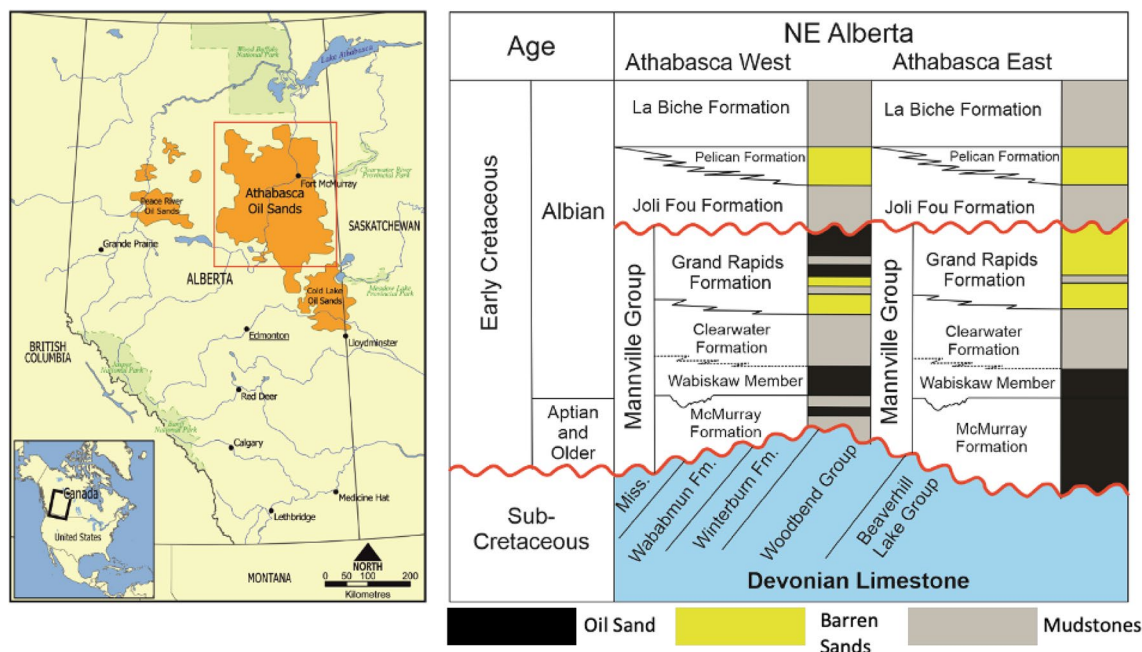 Wood Buffalo
National Park
Lake Athabasca
Clearwater River
Provincial Park
Fort McMurray
Athabasca
Oil Sands
Peace River
Oil Sands
SASKATCHEWAN
Grande Prairie
ALBERTA
Meadow Lake
Provincial Park
Cold Lake
Oil Sands
Edmonton
Lloydminster
BRITISH
COLUMBIA
Jasper
National Park
Red Deer
Banff
National Park
Calgary
Medicine Hat
Lethbridge
Canada
United States
MONTANA
NORTH
0 50 100 200
Kilometres
Age
NE Alberta
Athabasca West
Athabasca East
Early Cretaceous
Albian
Aptian
and
Older
Sub-
Cretaceous
La Biche Formation
Pelican Formation
Joli Fou Formation
Mannville Group
Grand Rapids
Formation
Clearwater
Formation
Wabiskaw Member
McMurray
Formation
La Biche Formation
Pelican Formation
Joli Fou Formation
Mannville Group
Grand Rapids
Formation
Clearwater
Formation
Wabiskaw Member
McMurray
Formation
Miss.
Wababmun Fm.
Winterburn Fm.
Woodbend Group
Beaverhill
Lake Group
Devonian Limestone
Oil Sand
Barren
Sands
Mudstones